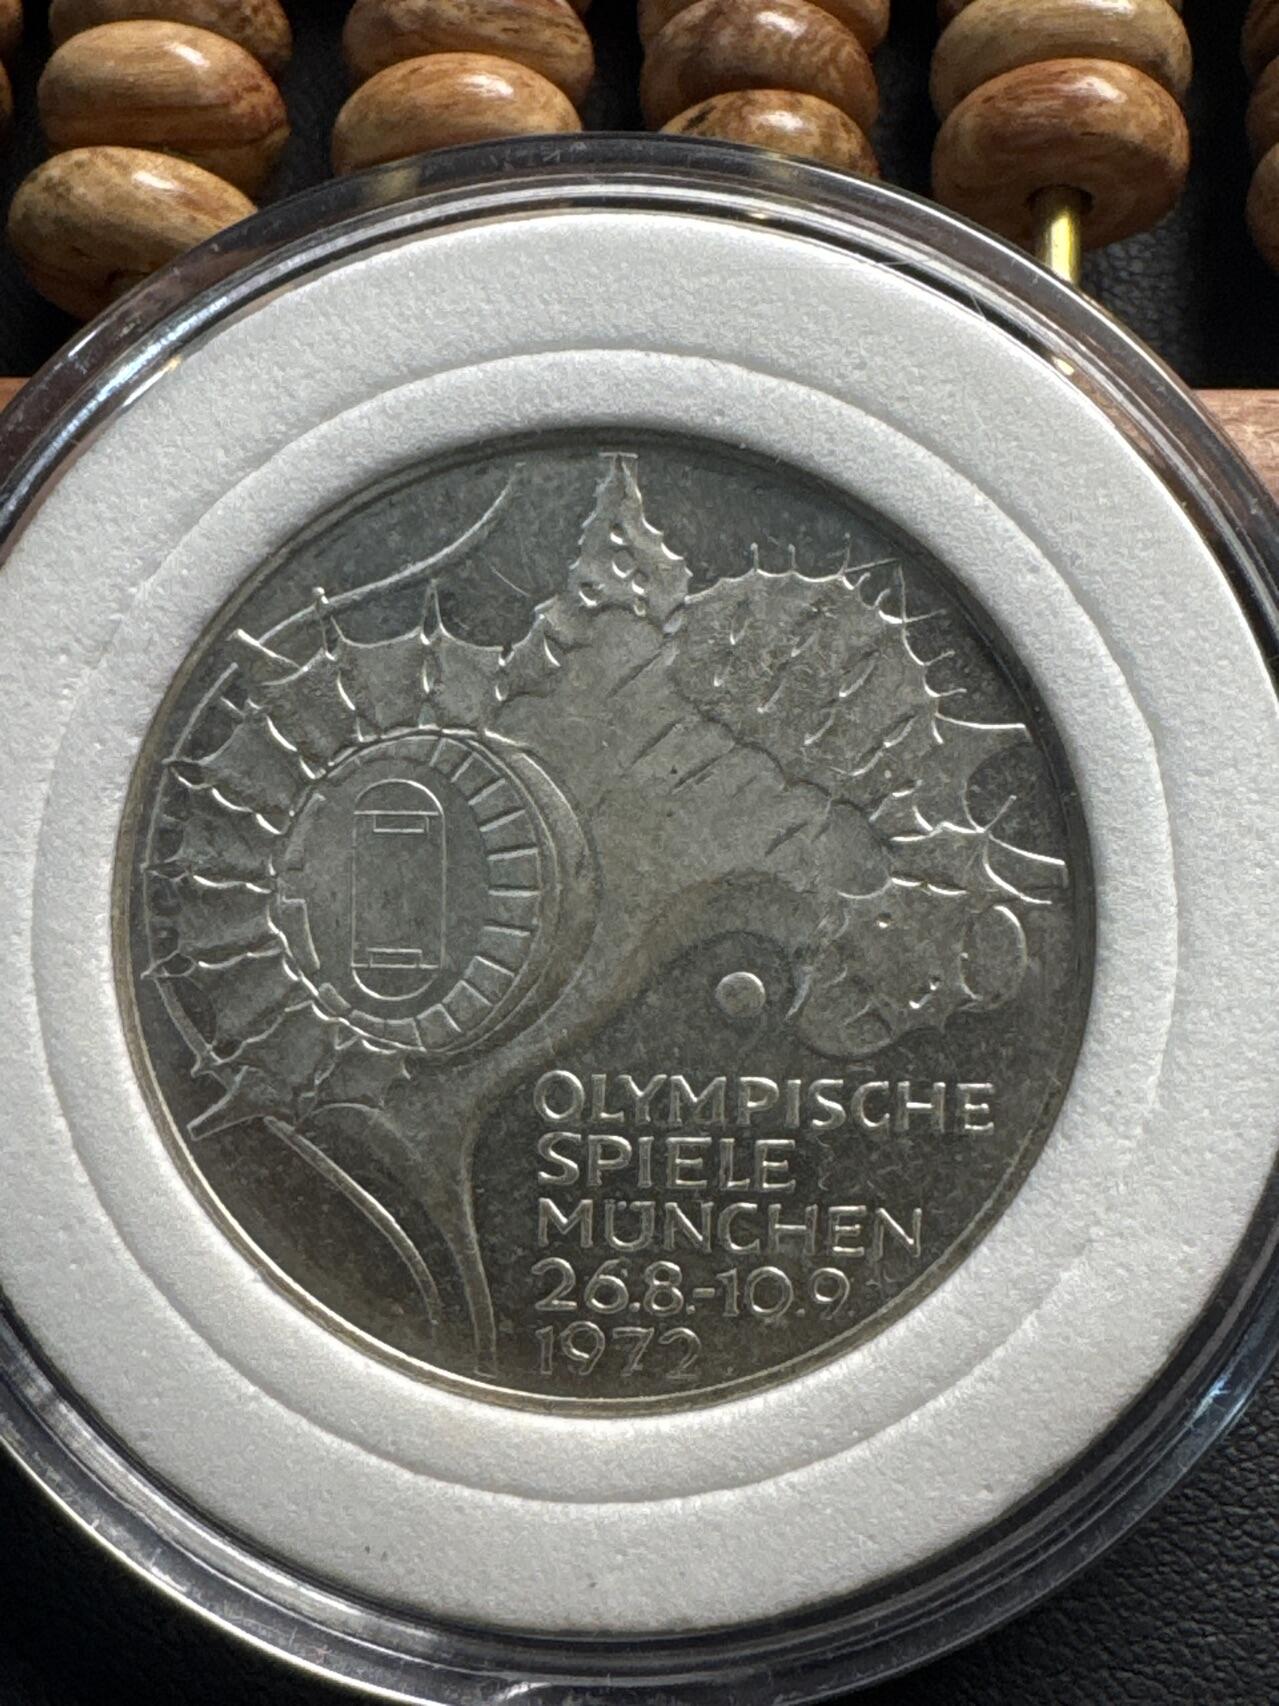 OLYMPISCHE
SPIELE
MÜNCHEN
26.8.-10.9.
1972